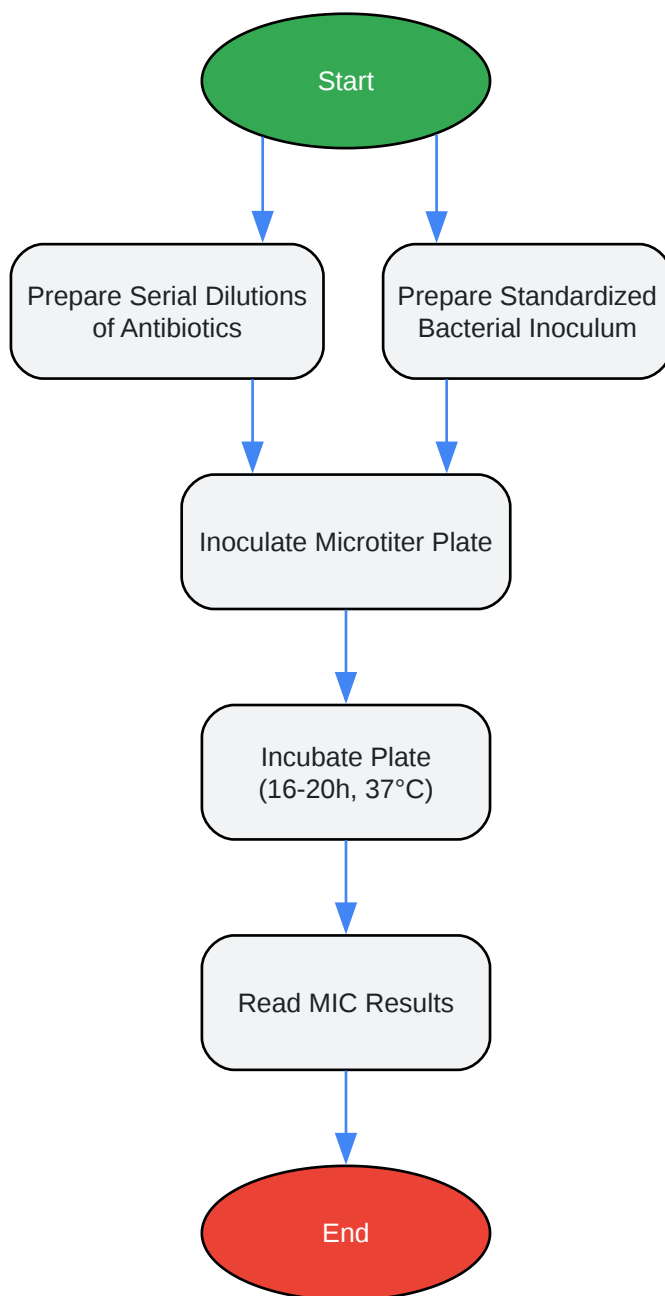 Start
Prepare Serial Dilutions
of Antibiotics
Prepare Standardized
Bacterial Inoculum
Inoculate Microtiter Plate
Incubate Plate
(16-20h, 37°C)
Read MIC Results
End